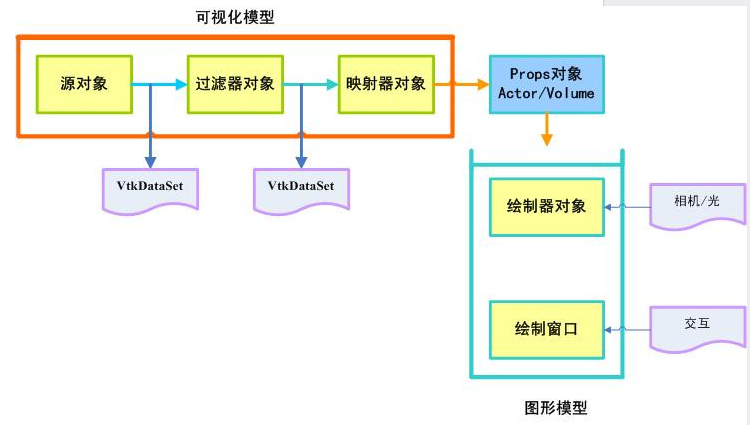 可视化模型
源对象
过滤器对象
映射器对象
Props对象
Actor/Volume
VtkDataSet
VtkDataSet
绘制器对象
相机/光
绘制窗口
交互
图形模型